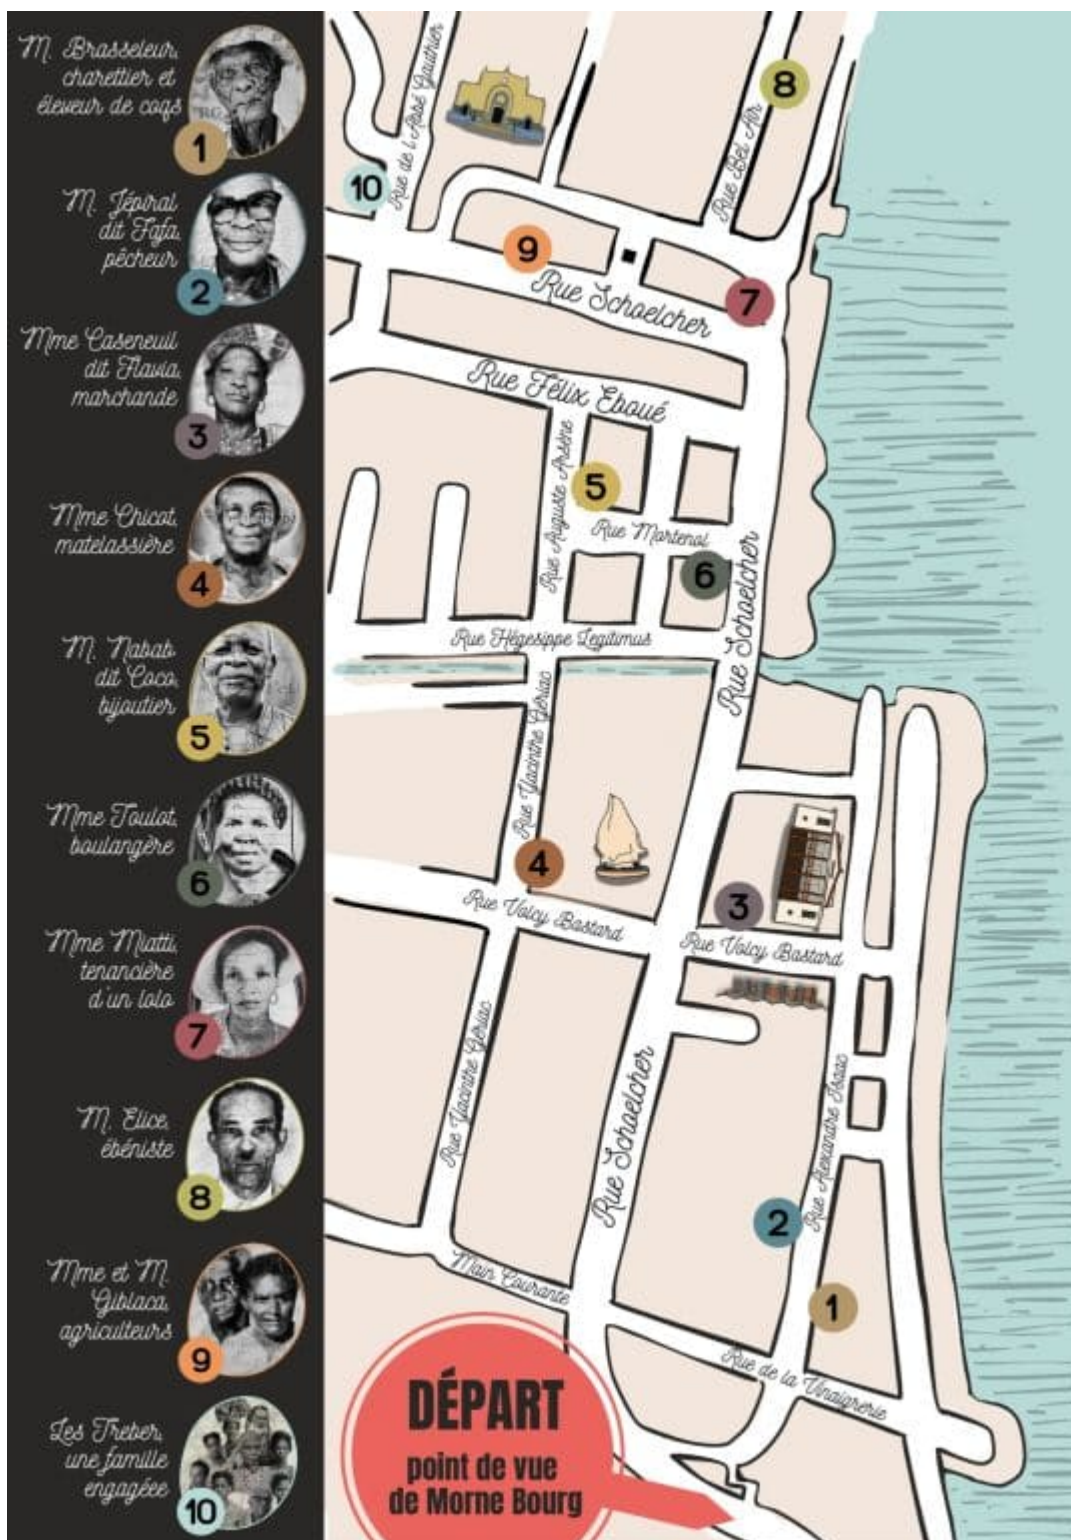 M. Brasseleur,
charettier et
éleveur de coqs
1
M. Jépiral
dit Fafa,
pêcheur
2
Mme Caseneuil
dit Flavia,
marchande
3
Mme Chicot,
matelassière
4
M. Nabab
dit Coco,
bijoutier
5
Mme Toulot,
boulangère
6
Mme Miatti,
tenancière
d'un lolo
7
M. Elice,
ébéniste
8
Mme et M.
Giblaca,
agriculteurs
9
Les Treber,
une famille
engagéee
10
Rue de l'Abbé Gauthier
8
Rue Bel Air
10
9
7
Rue Schoelcher
Rue Félix Eboué
Rue Auguste Arsène
5
Rue Mortenol
6
Rue Schoelcher
Rue Hégesippe Legitimus
Rue Yacinthe Gériac
4
3
Rue Volcy Bastard
Rue Volcy Bastard
Rue Yacinthe Gériac
Rue Schoelcher
Rue Alexandre Isaac
2
1
Main Courante
Rue de la Vinaigrerie
DÉPART
point de vue
de Morne Bourg